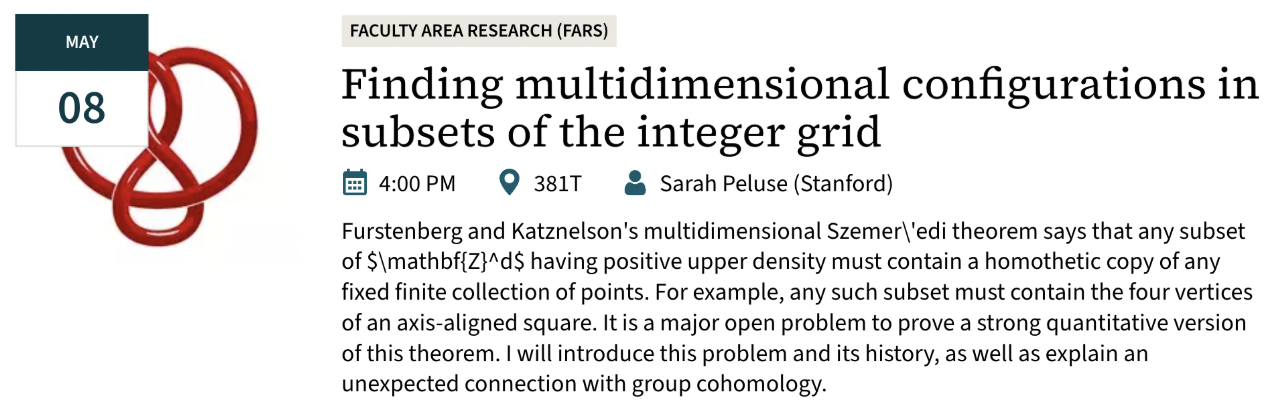 MAY
08
FACULTY AREA RESEARCH (FARS)
Finding multidimensional configurations in
subsets of the integer grid
4:00 PM 381T Sarah Peluse (Stanford)
Furstenberg and Katznelson's multidimensional Szemer\'edi theorem says that any subset
of $\mathbf{Z}^d$ having positive upper density must contain a homothetic copy of any
fixed finite collection of points. For example, any such subset must contain the four vertices
of an axis-aligned square. It is a major open problem to prove a strong quantitative version
of this theorem. I will introduce this problem and its history, as well as explain an
unexpected connection with group cohomology.